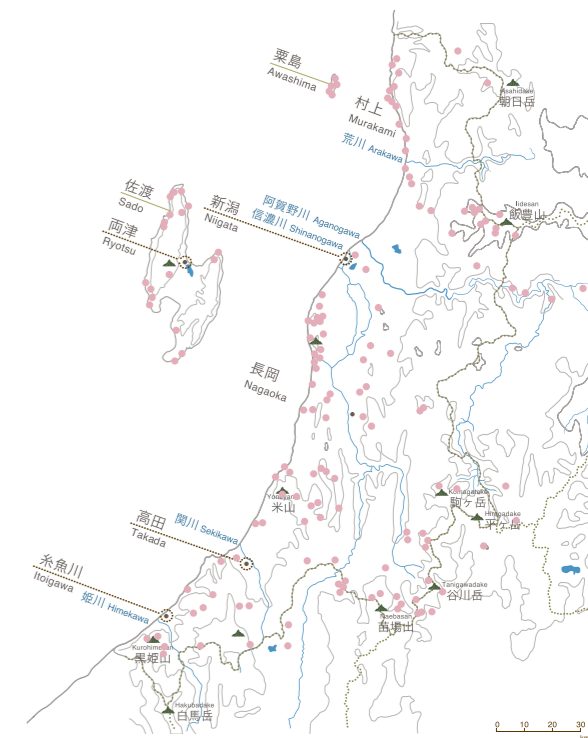 粟島
Awashima
村上
Murakami
荒川 Arakawa
Asahidake
朝日岳
佐渡
Sado
新潟
Niigata
阿賀野川 Aganogawa
信濃川 Shinanogawa
Iidesan
飯豊山
両津
Ryotsu
長岡
Nagaoka
米山
Komagatake
駒ヶ岳
Hiragadake
平ヶ岳
高田
Takada
関川 Sekikawa
糸魚川
Itoigawa
姫川 Himekawa
Tanigawadake
谷川岳
Naebasan
苗場山
黒姫山
Hakubadake
白馬岳
0 10 20 30